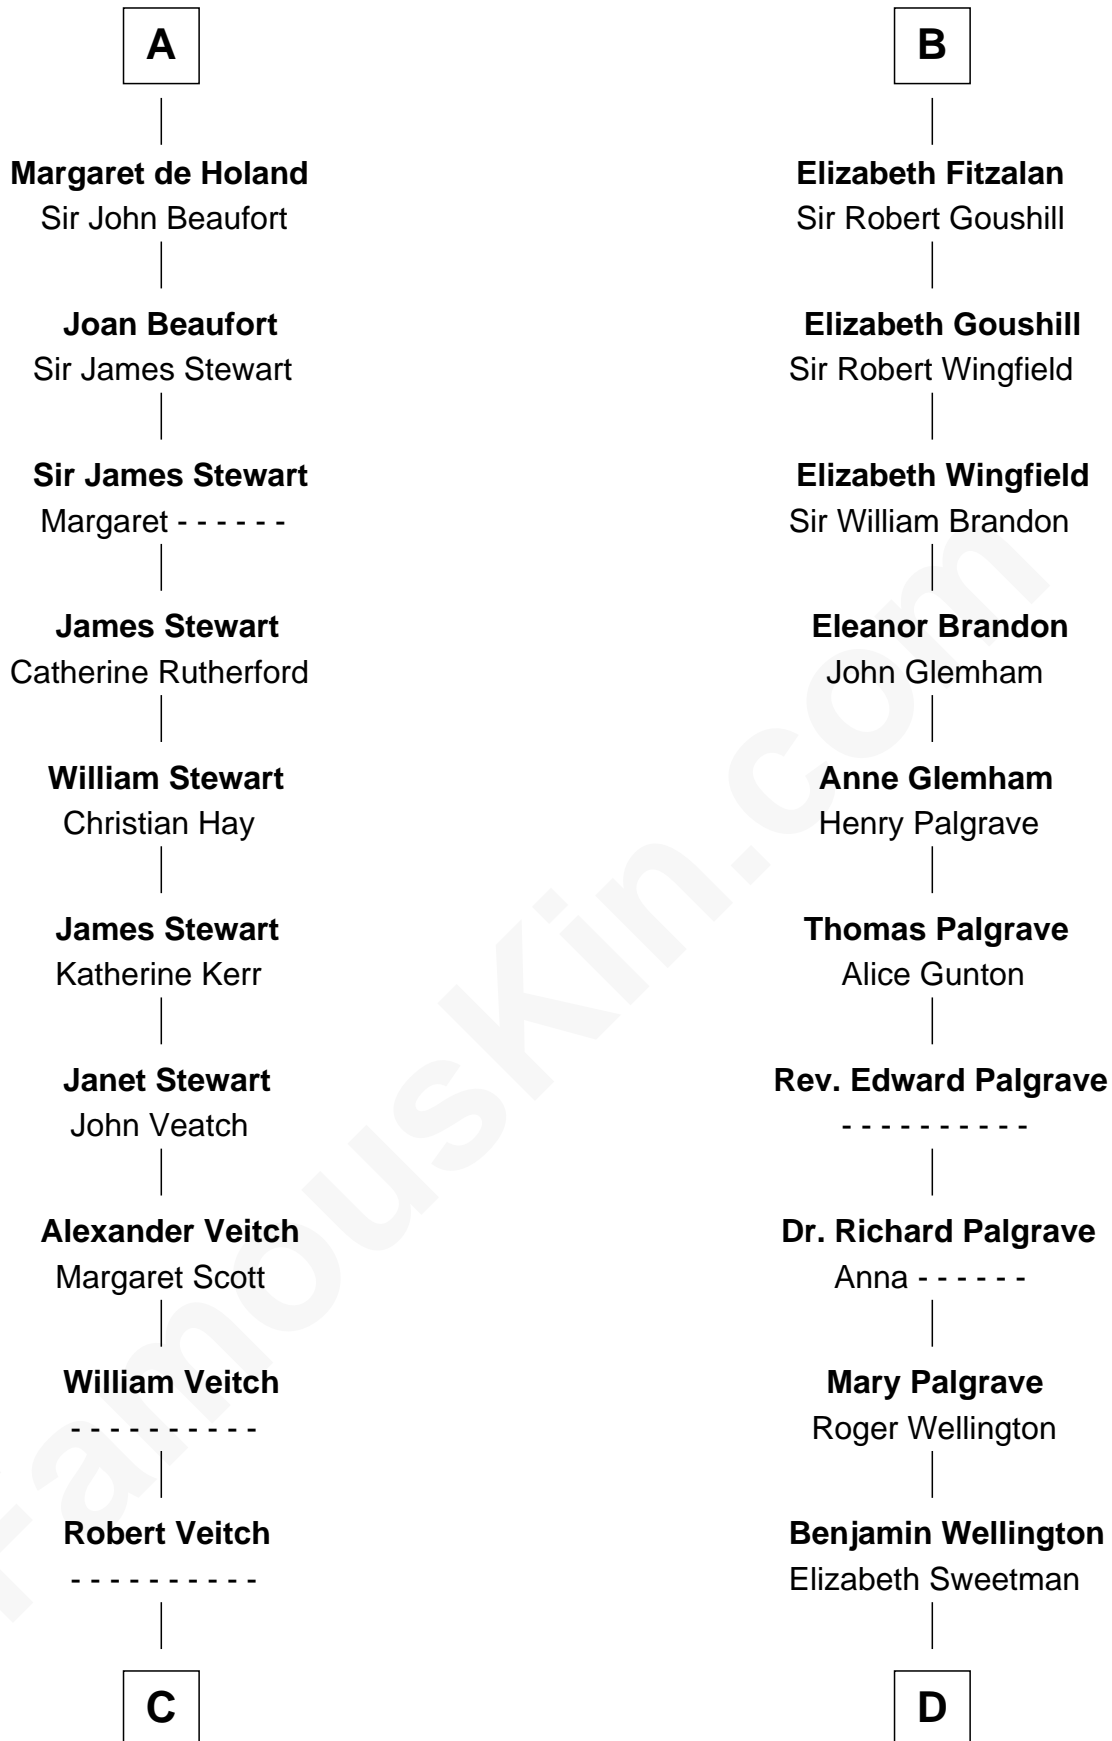 A
Margaret de Holand
Sir John Beaufort
Joan Beaufort
Sir James Stewart
Sir James Stewart
Margaret - - - - - -
James Stewart
Catherine Rutherford
William Stewart
Christian Hay
James Stewart
Katherine Kerr
Janet Stewart
John Veatch
Alexander Veitch
Margaret Scott
William Veitch
- - - - - - - - - -
Robert Veitch
- - - - - - - - - -
C
B
Elizabeth Fitzalan
Sir Robert Goushill
Elizabeth Goushill
Sir Robert Wingfield
Elizabeth Wingfield
Sir William Brandon
Eleanor Brandon
John Glemham
Anne Glemham
Henry Palgrave
Thomas Palgrave
Alice Gunton
Rev. Edward Palgrave
- - - - - - - - - -
Dr. Richard Palgrave
Anna - - - - - -
Mary Palgrave
Roger Wellington
Benjamin Wellington
Elizabeth Sweetman
D
FamousKin.com